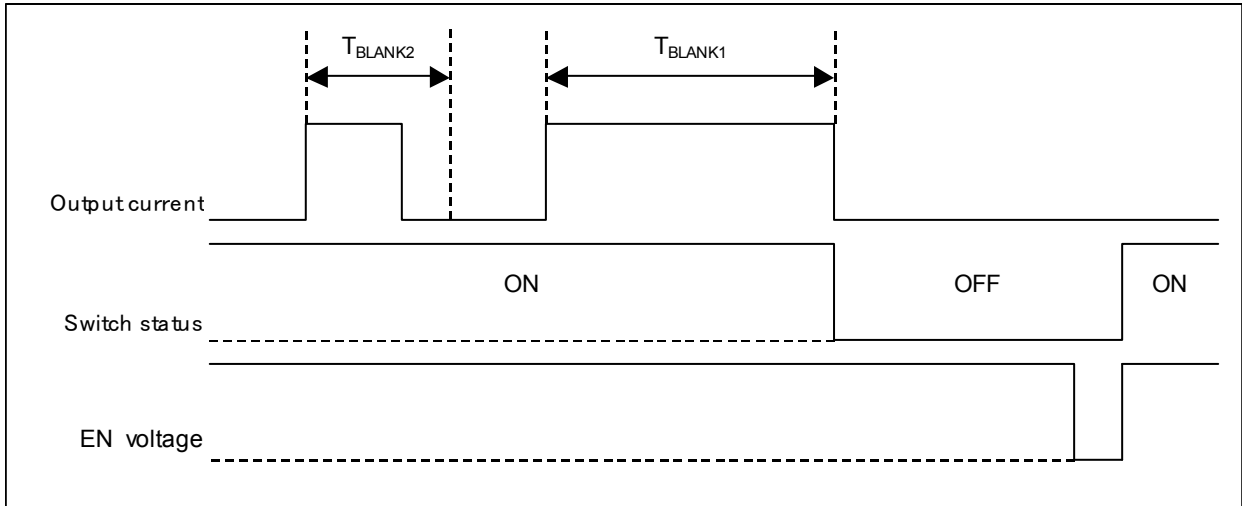 TBLANK2
TBLANK1
Output current
ON
OFF
ON
Switch status
EN voltage